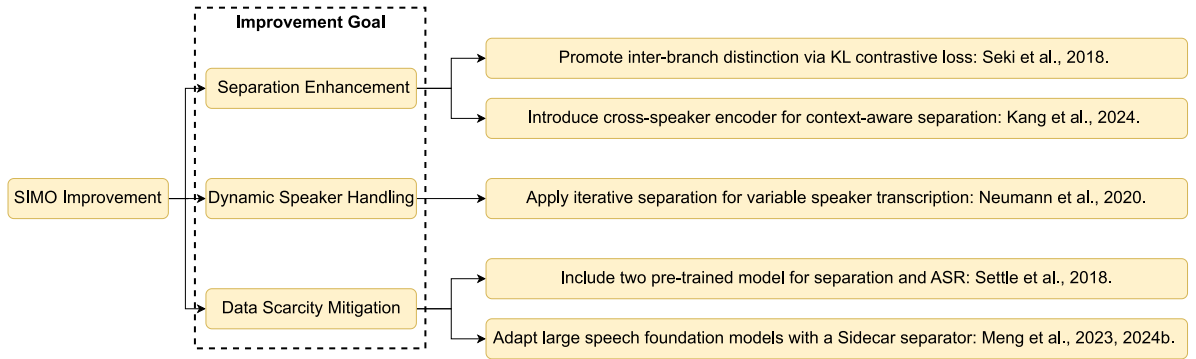 Improvement Goal
Separation Enhancement
Promote inter-branch distinction via KL contrastive loss: Seki et al., 2018.
Introduce cross-speaker encoder for context-aware separation: Kang et al., 2024.
SIMO Improvement
Dynamic Speaker Handling
Apply iterative separation for variable speaker transcription: Neumann et al., 2020.
Data Scarcity Mitigation
Include two pre-trained model for separation and ASR: Settle et al., 2018.
Adapt large speech foundation models with a Sidecar separator: Meng et al., 2023, 2024b.